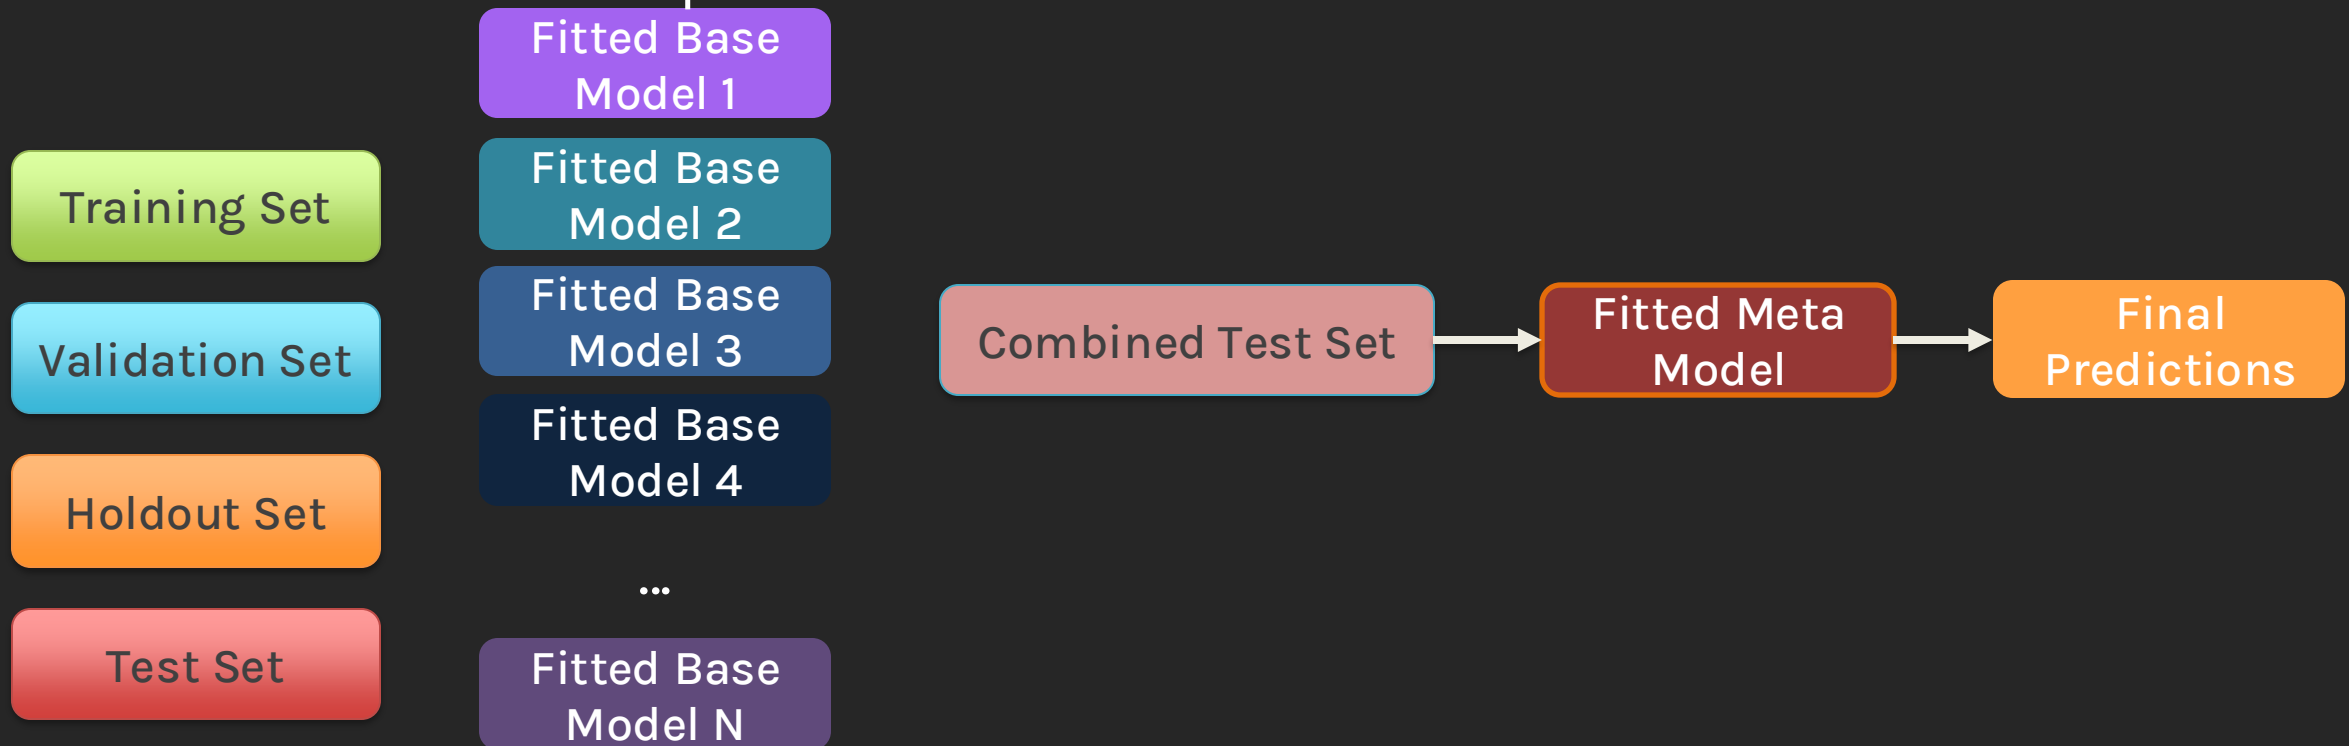 Fitted Base
Model 1
Training Set
Fitted Base
Model 2
Validation Set
Fitted Base
Model 3
Combined Test Set
Fitted Meta
Model
Final
Predictions
Holdout Set
Fitted Base
Model 4
...
Test Set
Fitted Base
Model N